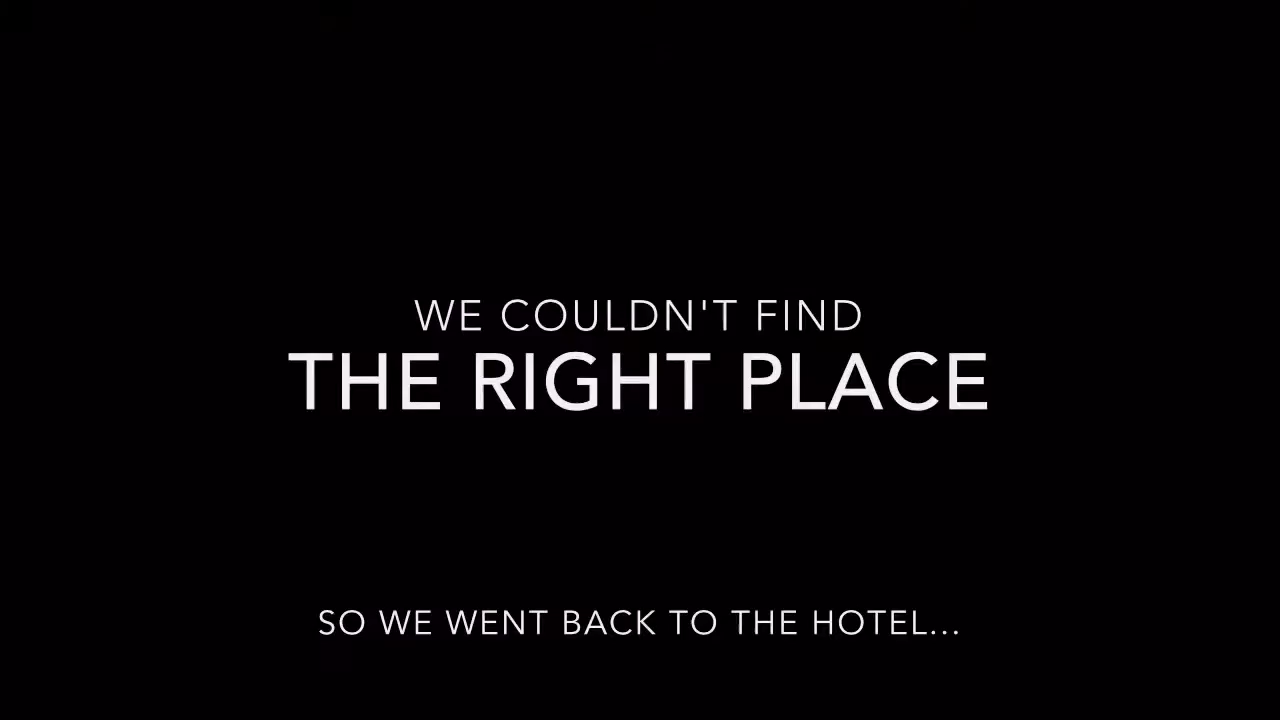 WE COULDN'T FIND
THE RIGHT PLACE
SO WE WENT BACK TO THE HOTEL...